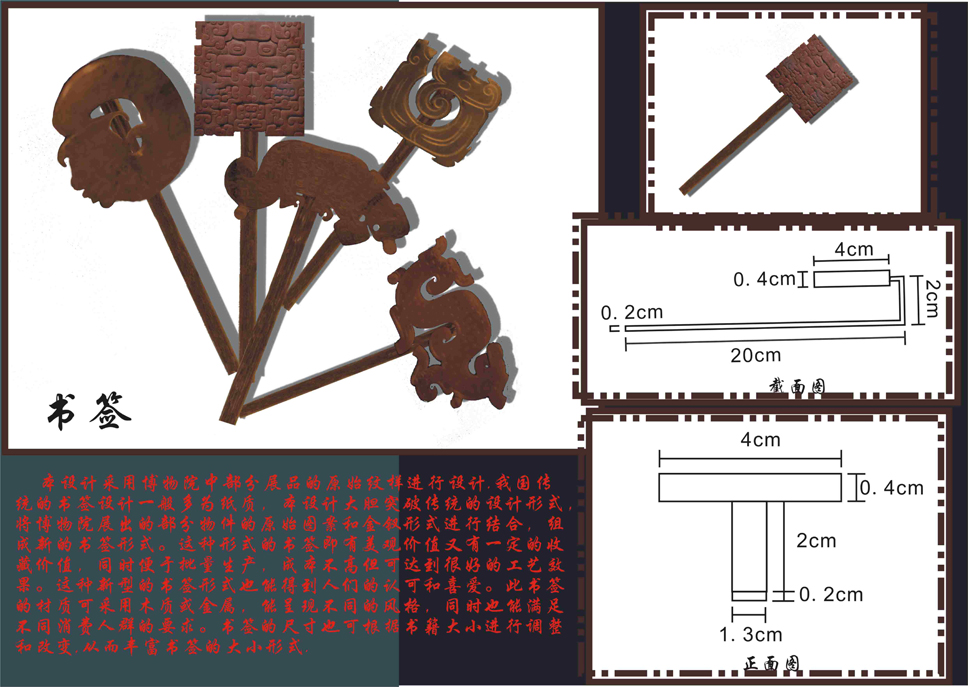 书签
4cm
0.4cm
2cm
0.2cm
20cm
截面图
本设计采用博物院中部分展品的原始纹样进行设计.我国传
统的书签设计一般多为纸质，本设计大胆突破传统的设计形式，
将博物院展出的部分物件的原始图案和金钗形式进行结合，组
成新的书签形式。这种形式的书签即有美观价值又有一定的收
藏价值，同时便于批量生产，成本不高但可达到很好的工艺效
果。这种新型的书签形式也能得到人们的认可和喜爱。此书签
的材质可采用木质或金属，能呈现不同的风格，同时也能满足
不同消费人群的要求。书签的尺寸也可根据书籍大小进行调整
和改变.从而丰富书签的大小形式.
4cm
0.4cm
2cm
0.2cm
1.3cm
正面图